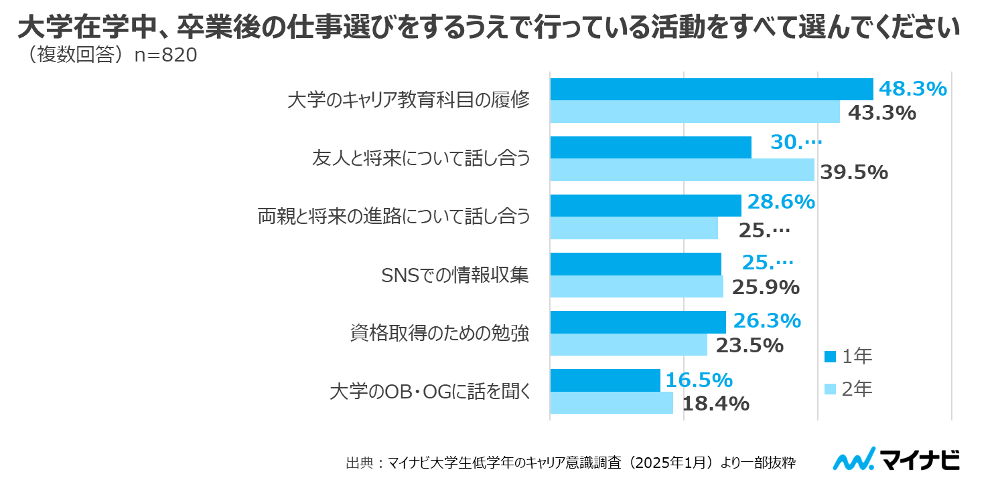 大学在学中、卒業後の仕事選びをするうえで行っている活動をすべて選んでください
（複数回答）n=820
大学のキャリア教育科目の履修
48.3%
43.3%
友人と将来について話し合う
30.…
39.5%
両親と将来の進路について話し合う
28.6%
25.…
SNSでの情報収集
25.…
25.9%
資格取得のための勉強
26.3%
23.5%
大学のOB・OGに話を聞く
16.5%
18.4%
1年
2年
出典：マイナビ大学生低学年のキャリア意識調査（2025年1月）より一部抜粋
マイナビ